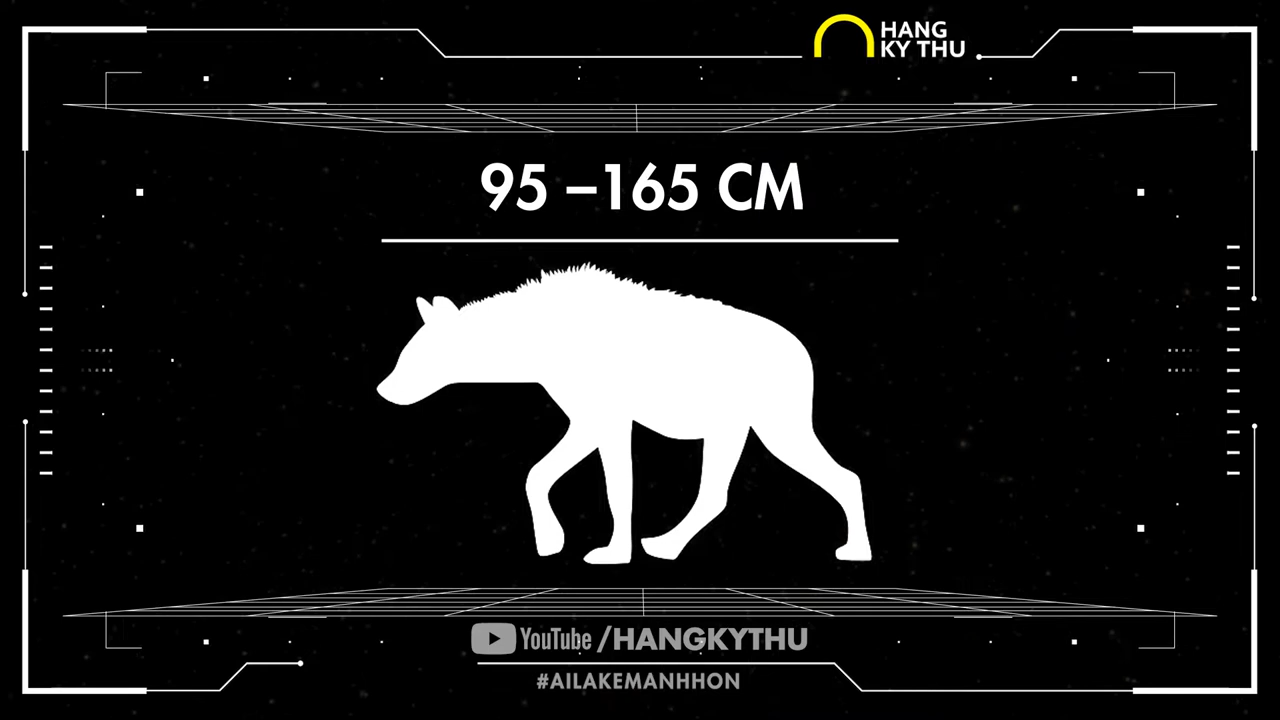 HANG
KY THU
95 –165 CM
YouTube /HANGKYTHU
#AILAKEMANHHON